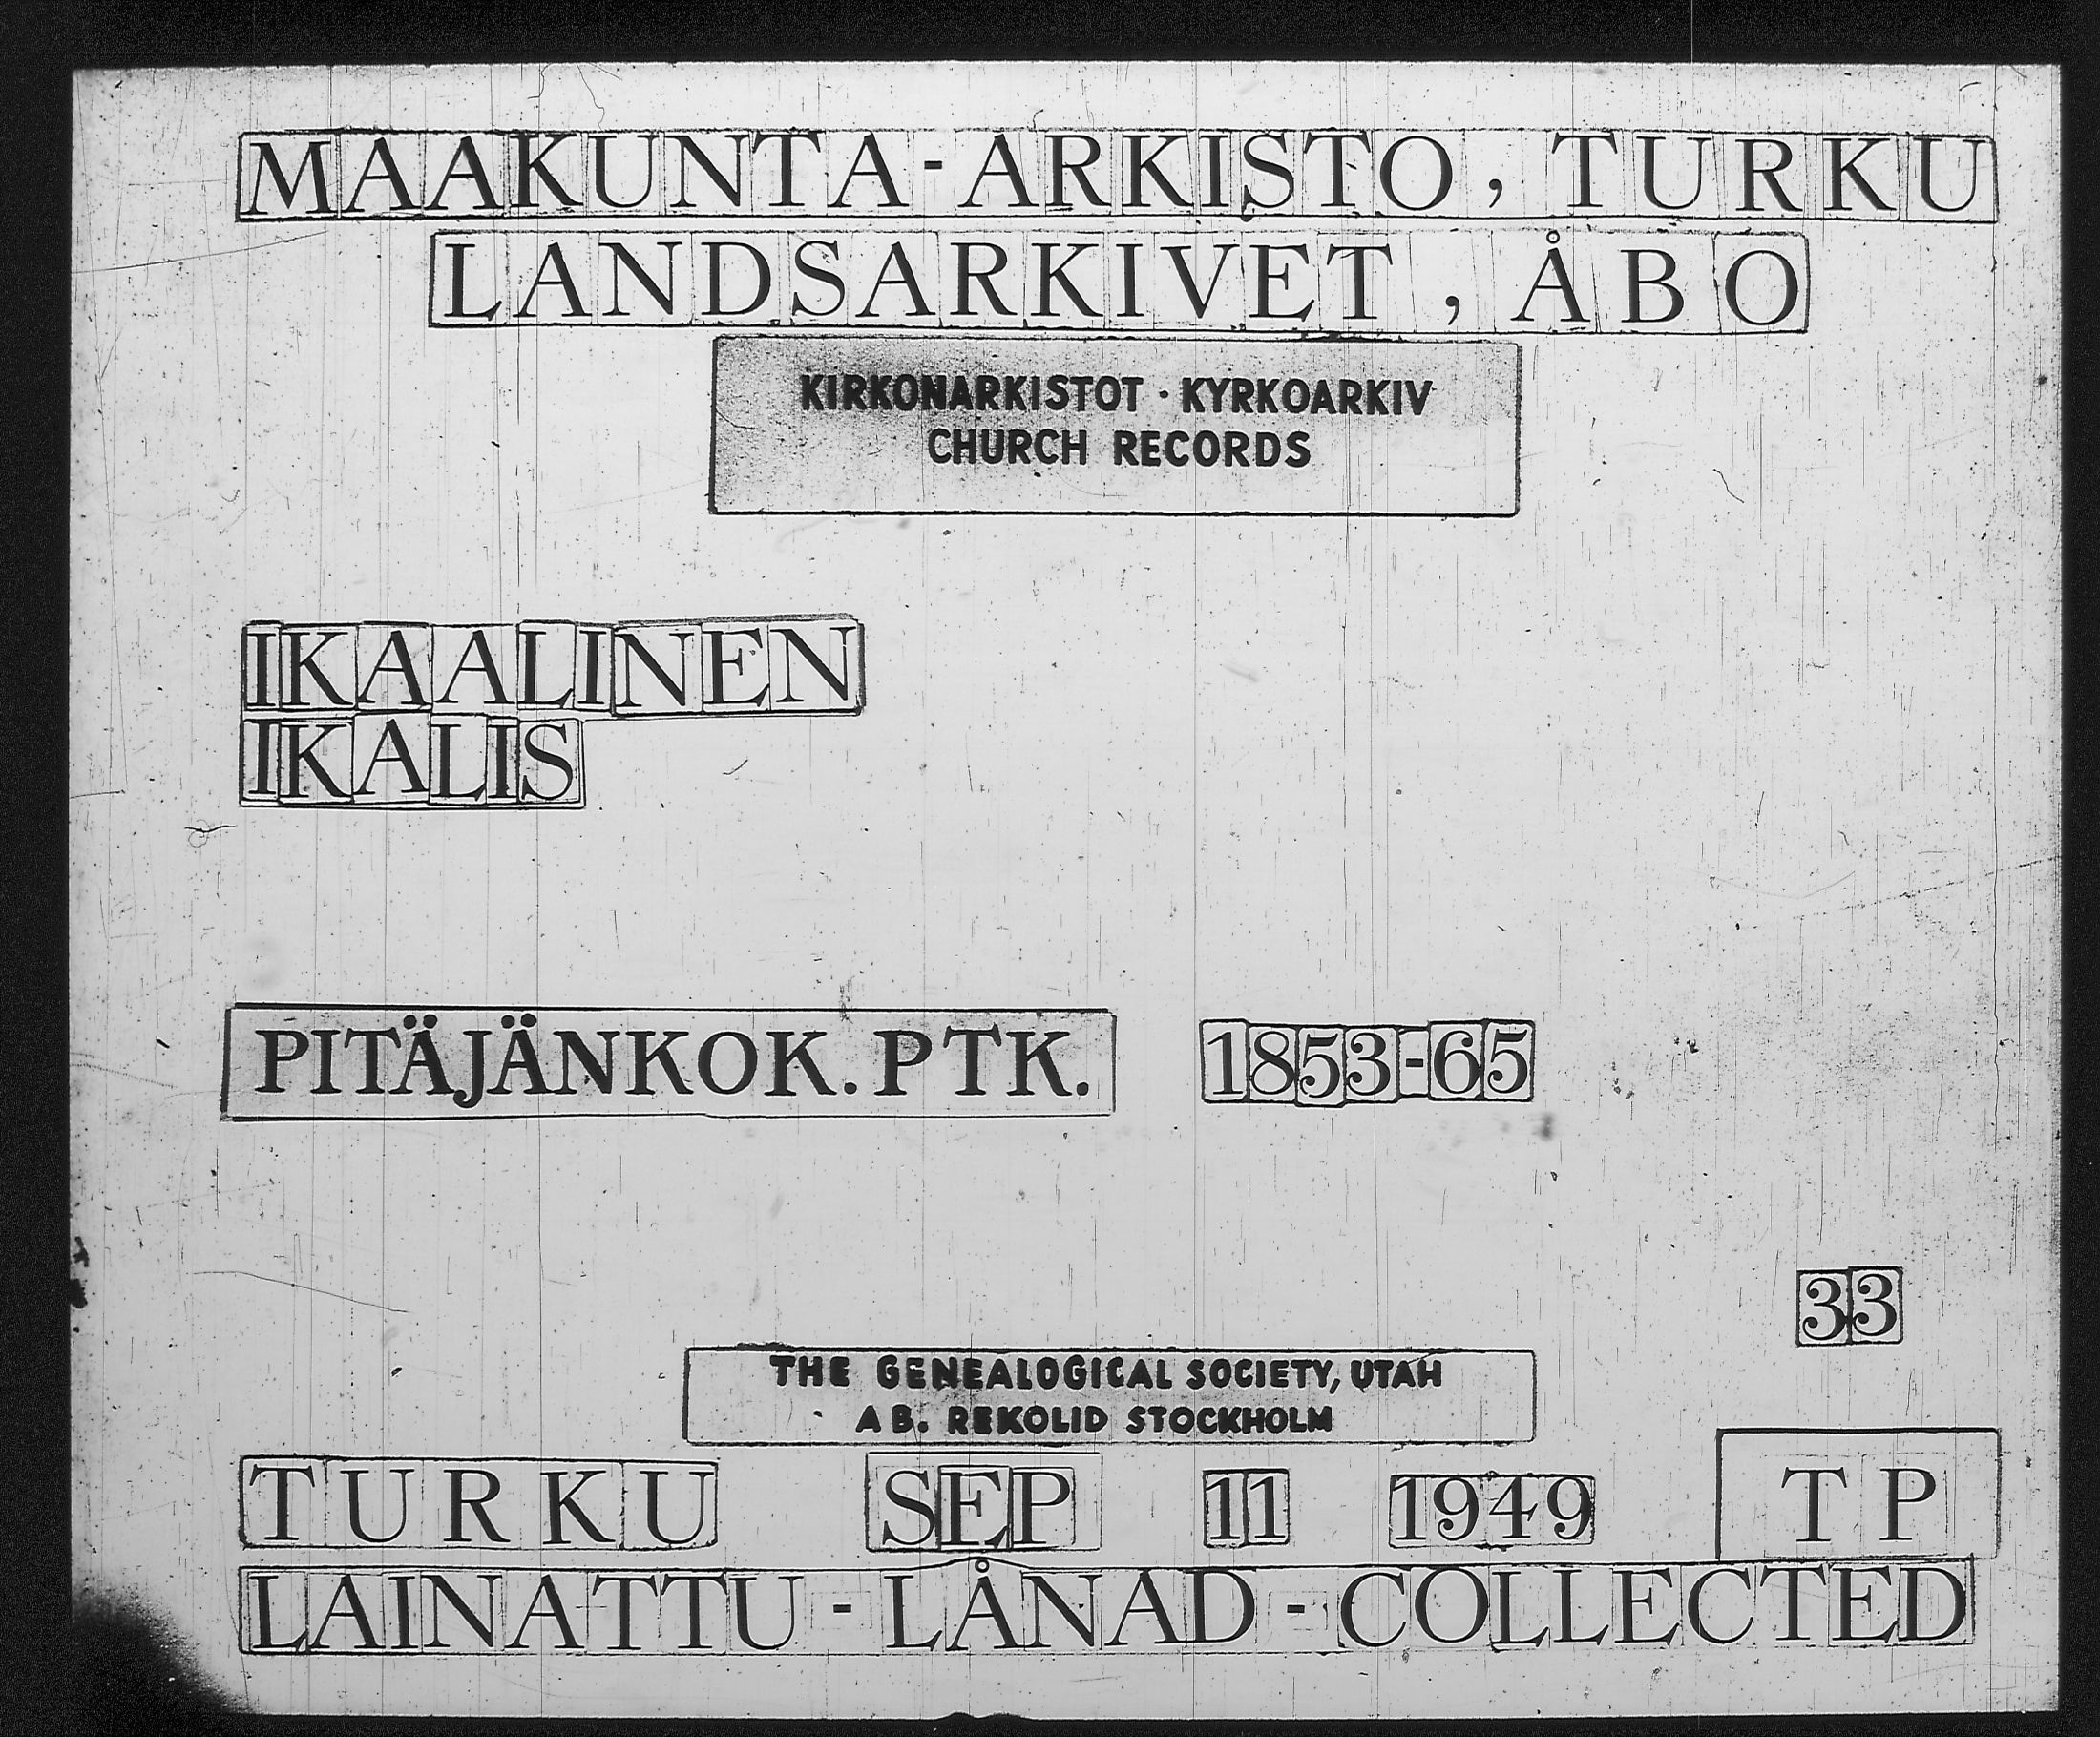 MAAKUNTA-ARKISTO, TURKU
LANDSARKIVET, ÅBO
KIRKONARKISTOT · KYRKOARKIV
CHURCH RECORDS
IKAALINEN
IKALIS
PITÄJÄNKOK. PTK. 1853-65
33
THE GENEALOGICAL SOCIETY, UTAH
AB. REKOLID STOCKHOLM
TURKU SEP 11 1949 TP
LAINATTU - LÅNAD - COLLECTED